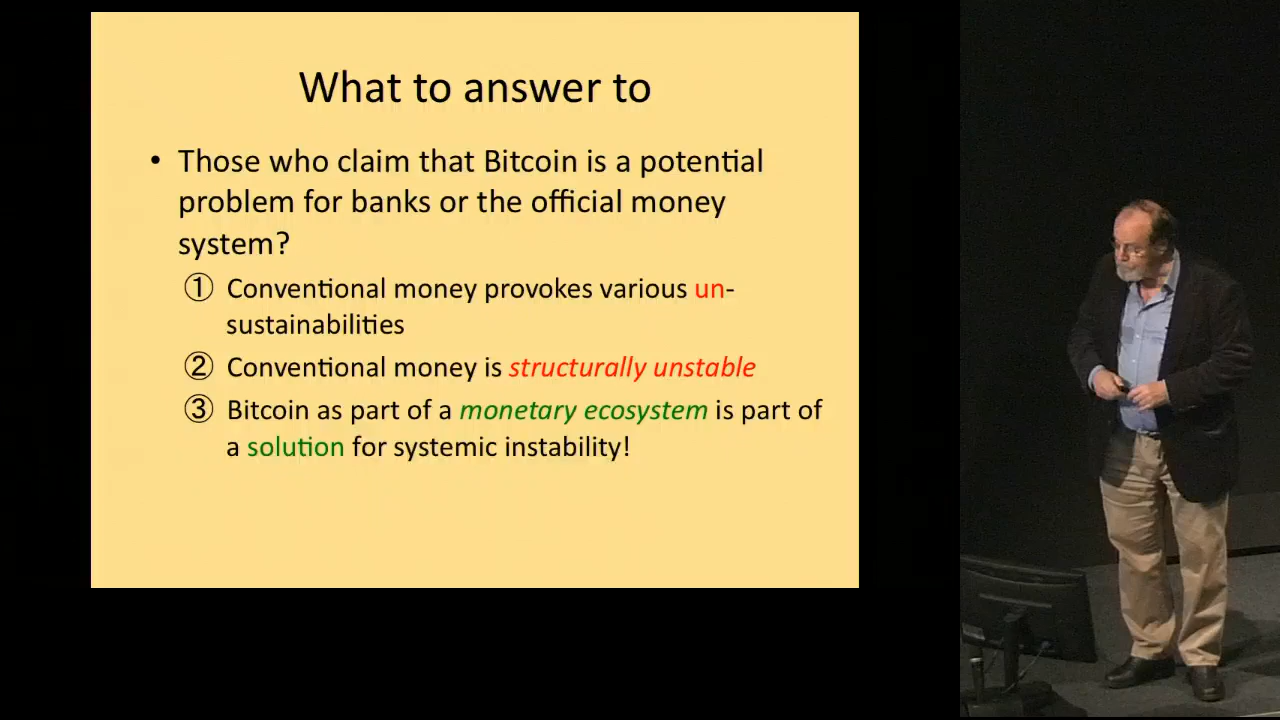 What to answer to
• Those who claim that Bitcoin is a potential
problem for banks or the official money
system?
① Conventional money provokes various un-
sustainabilities
② Conventional money is structurally unstable
③ Bitcoin as part of a monetary ecosystem is part of
a solution for systemic instability!